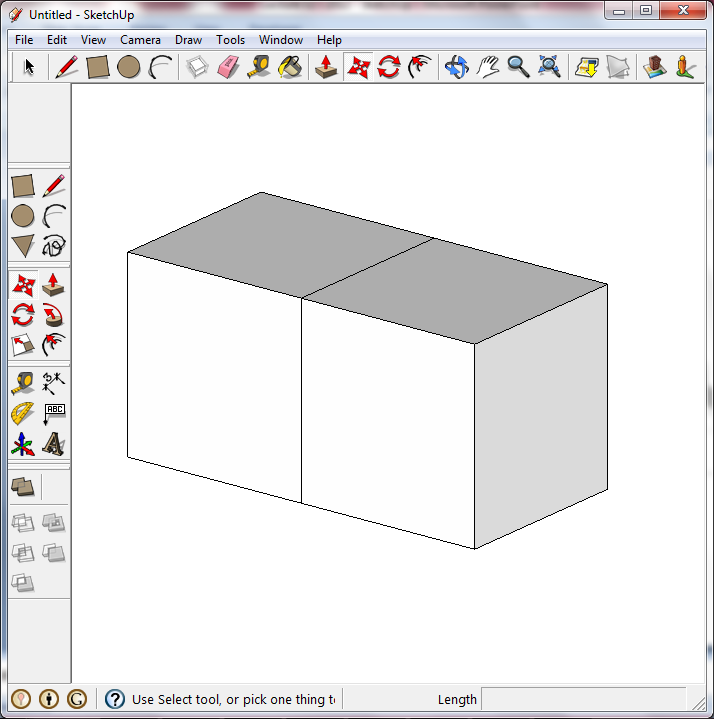 Untitled - SketchUp
File Edit View Camera Draw Tools Window Help
ABC
A
G
? Use Select tool, or pick one thing t
Length